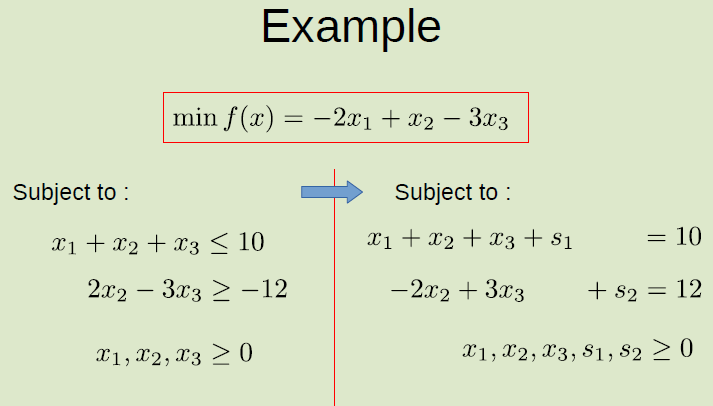 Example
min f(x) = −2x₁ + x₂ − 3x₃
Subject to :
x₁ + x₂ + x₃ ≤ 10
2x₂ − 3x₃ ≥ −12
x₁, x₂, x₃ ≥ 0
Subject to :
x₁ + x₂ + x₃ + s₁ = 10
−2x₂ + 3x₃ + s₂ = 12
x₁, x₂, x₃, s₁, s₂ ≥ 0